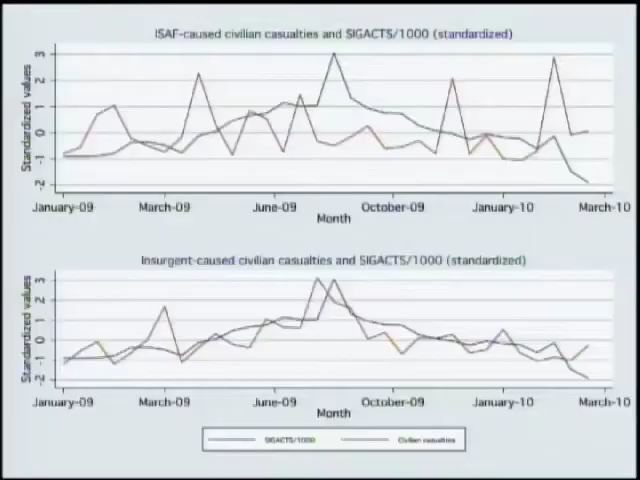 ISAF-caused civilian casualties and SIGACTS/1000 (standardized)
Standardized values
3
2
1
0
-1
-2
January-09 March-09 June-09 October-09 January-10 March-10
Month
Insurgent-caused civilian casualties and SIGACTS/1000 (standardized)
Standardized values
3
2
1
0
-1
-2
January-09 March-09 June-09 October-09 January-10 March-10
Month
SIGACTS/1000 Civilian casualties